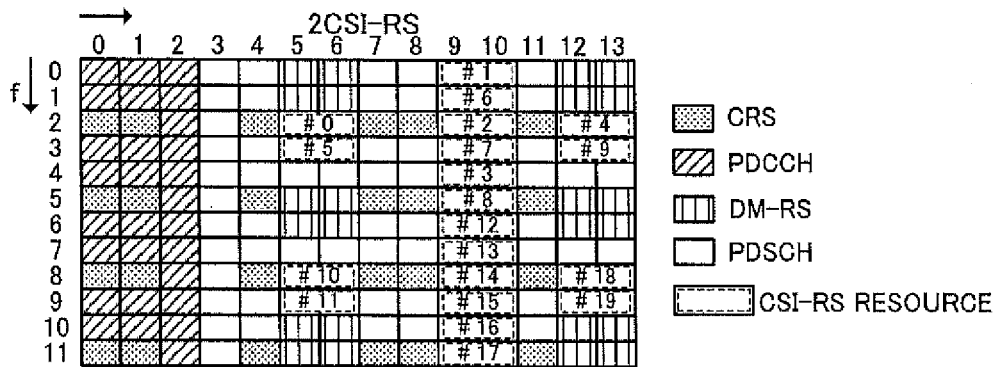 2CSI-RS
0 1 2 3 4 5 6 7 8 9 10 11 12 13
f
0 # 1
1 # 6
2 # 0 # 2 # 4
3 # 5 # 7 # 9
4 # 3
5 # 8
6 # 12
7 # 13
8 # 10 # 14 # 18
9 # 11 # 15 # 19
10 # 16
11 # 17
CRS
PDCCH
DM-RS
PDSCH
CSI-RS RESOURCE